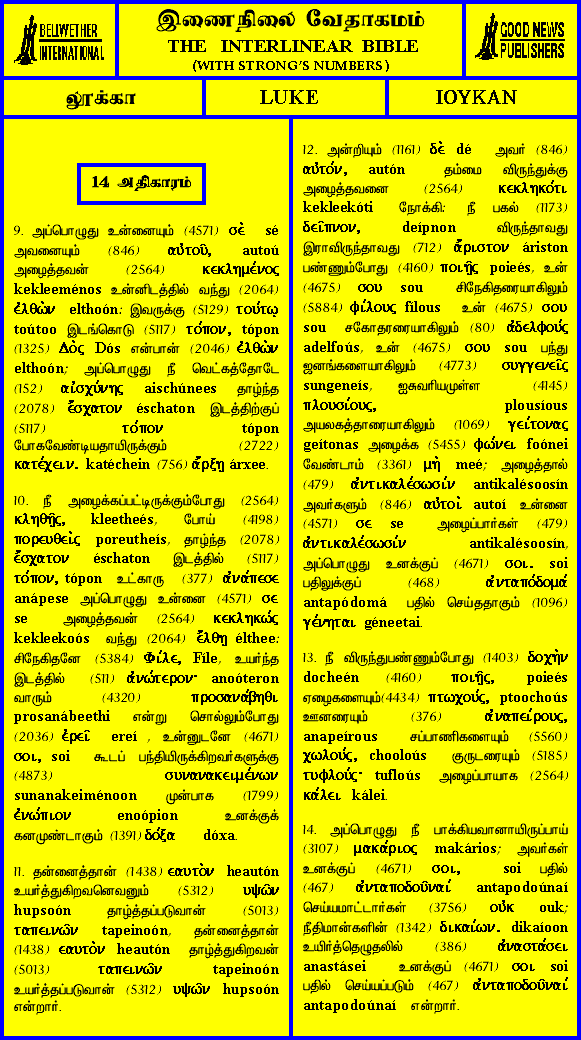 BELLWETHER
INTERNATIONAL
இணைநிலை வேதாகமம்
THE INTERLINEAR BIBLE
(WITH STRONG'S NUMBERS)
GOOD NEWS
PUBLISHERS
லூக்கா
LUKE
ΙΟΥΚΑΝ
14 அதிகாரம்
9. அப்பொழுது உன்னையும் (4571) σὲ sé
அவனையும் (846) αὐτοῦ, autoú
அழைத்தவன் (2564) κεκλημένος
kekleeménos உன்னிடத்தில் வந்து (2064)
ἐλθὼν elthoón: இவருக்கு (5129) τούτῳ
toútoo இடங்கொடு (5117) τόπον, tópon
(1325) Δὸς Dós என்பான் (2046) ἐλθὼν
elthoón; அப்பொழுது நீ வெட்கத்தோடே
(152) αἰσχύνης aischúnees தாழ்ந்த
(2078) ἔσχατον éschaton இடத்திற்குப்
(5117) τόπον tópon
போகவேண்டியதாயிருக்கும் (2722)
κατέχειν. katéchein (756) ἄρξῃ árxee.
10. நீ அழைக்கப்பட்டிருக்கும்போது (2564)
κληθῇς, kleetheés, போய் (4198)
πορευθεὶς poreutheís, தாழ்ந்த (2078)
ἔσχατον éschaton இடத்தில் (5117)
τόπον, tópon உட்காரு (377) ἀνάπεσε
anápese அப்பொழுது உன்னை (4571) σε
se அழைத்தவன் (2564) κεκληκώς
kekleekoós வந்து (2064) ἔλθῃ élthee:
சிநேகிதனே (5384) Φίλε, File, உயர்ந்த
இடத்தில் (511) ἀνώτερον· anoóteron
வாரும் (4320) προσανάβηθι
prosanábeethi என்று சொல்லும்போது
(2036) ἐρεῖ ereí , உன்னுடனே (4671)
σοι, soi கூடப் பந்தியிருக்கிறவர்களுக்கு
(4873) συνανακειμένων
sunanakeiménoon முன்பாக (1799)
ἐνώπιον enoópion உனக்குக்
கனமுண்டாகும் (1391) δόξα dóxa.
11. தன்னைத்தான் (1438) εαυτὸν heautón
உயர்த்துகிறவனெவனும் (5312) υψῶν
hupsoón தாழ்த்தப்படுவான் (5013)
ταπεινῶν tapeinoón, தன்னைத்தான்
(1438) εαυτὸν heautón தாழ்த்துகிறவன்
(5013) ταπεινῶν tapeinoón
உயர்த்தப்படுவான் (5312) υψῶν hupsoón
என்றார்.
12. அன்றியும் (1161) δὲ dé அவர் (846)
αὐτόν, autón தம்மை விருந்துக்கு
அழைத்தவனை (2564) κεκληκότι
kekleekóti நோக்கி: நீ பகல் (1173)
δεῖπνον, deípnon விருந்தாவது
இராவிருந்தாவது (712) ἄριστον áriston
பண்ணும்போது (4160) ποιῇς poieés, உன்
(4675) σου sou சிநேகிதரையாகிலும்
(5884) φίλους fílous உன் (4675) σου
sou சகோதரரையாகிலும் (80) ἀδελφούς
adelfoús, உன் (4675) σου sou பந்து
ஜனங்களையாகிலும் (4773) συγγενεῖς
sungeneís, ஐசுவரியமுள்ள (4145)
πλουσίους, plousíous
அயலகத்தாரையாகிலும் (1069) γείτονας
geítonas அழைக்க (5455) φώνει foónei
வேண்டாம் (3361) μὴ meé; அழைத்தால்
(479) ἀντικαλέσωσίν antikalésoosín
அவர்களும் (846) αὐτοὶ autoí உன்னை
(4571) σε se அழைப்பார்கள் (479)
ἀντικαλέσωσίν antikalésoosín,
அப்பொழுது உனக்குப் (4671) σοι. soi
பதிலுக்குப் (468) ἀνταπόδομά
antapódomá பதில் செய்ததாகும் (1096)
γένηται géneetai.
13. நீ விருந்துபண்ணும்போது (1403) δοχὴν
docheén (4160) ποιῇς, poieés
ஏழைகளையும்(4434) πτωχούς, ptoochoús
ஊனரையும் (376) ἀναπείρους,
anapeírous சப்பாணிகளையும் (5560)
χωλούς, chooloús குருடரையும் (5185)
τυφλούς· tufloús அழைப்பாயாக (2564)
κάλει kálei.
14. அப்பொழுது நீ பாக்கியவானாயிருப்பாய்
(3107) μακάριος makários; அவர்கள்
உனக்குப் (4671) σοι, soi பதில்
(467) ἀνταποδοῦναί antapodoúnaí
செய்யமாட்டார்கள் (3756) οὐκ ouk;
நீதிமான்களின் (1342) δικαίων. dikaíoon
உயிர்த்தெழுதலில் (386) ἀναστάσει
anastásei உனக்குப் (4671) σοι soi
பதில் செய்யப்படும் (467) ἀνταποδοῦναί
antapodoúnaí என்றார்.